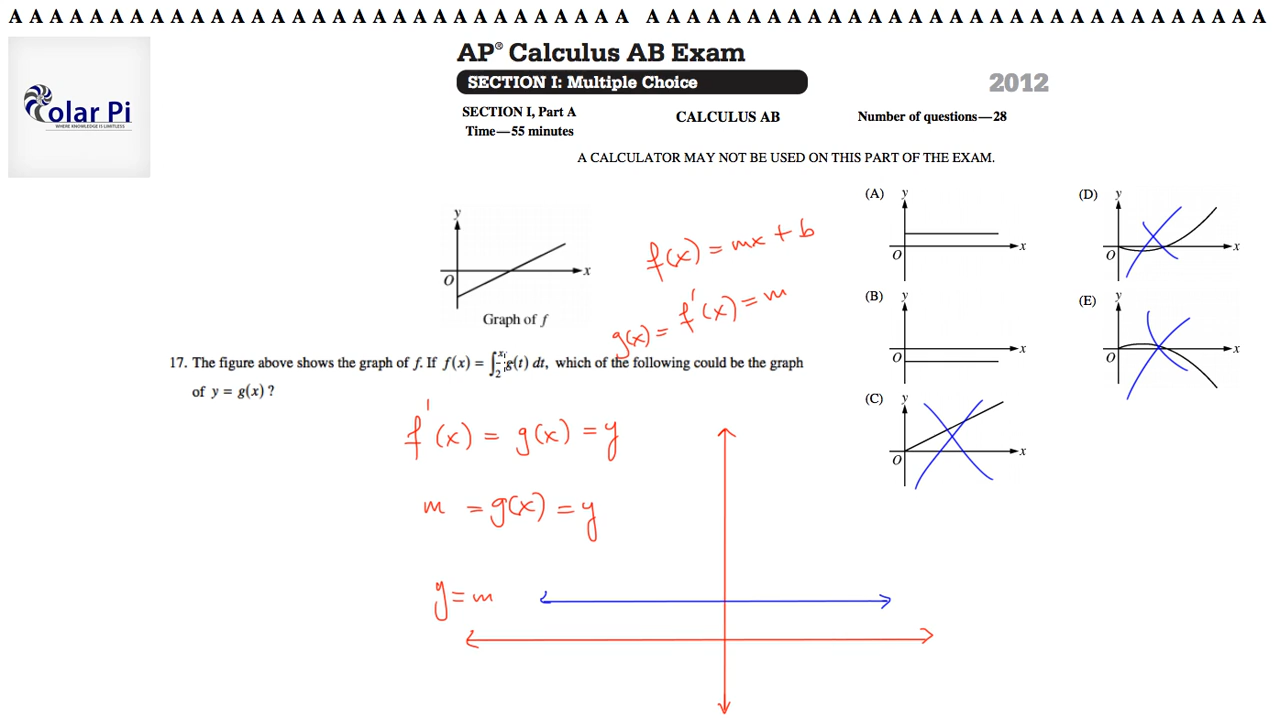 A A A A A A A A A A A A A A A A A A A A A A A A A A A A A A A A A A A A A A A A A A A A A A A A A A A A A A A A A A A A A A
olar Pi
WHERE KNOWLEDGE IS LIMITLESS
AP® Calculus AB Exam
SECTION I: Multiple Choice
2012
SECTION I, Part A
Time—55 minutes
CALCULUS AB
Number of questions—28
A CALCULATOR MAY NOT BE USED ON THIS PART OF THE EXAM.
y
x
O
Graph of f
f(x) = mx + b
g(x) = f'(x) = m
17. The figure above shows the graph of f. If f(x) = ∫₂ˣ g(t) dt, which of the following could be the graph
of y = g(x) ?
f'(x) = g(x) = y
m = g(x) = y
y = m
(A) y
O x
(B) y
O x
(C) y
O x
(D) y
O x
(E) y
O x